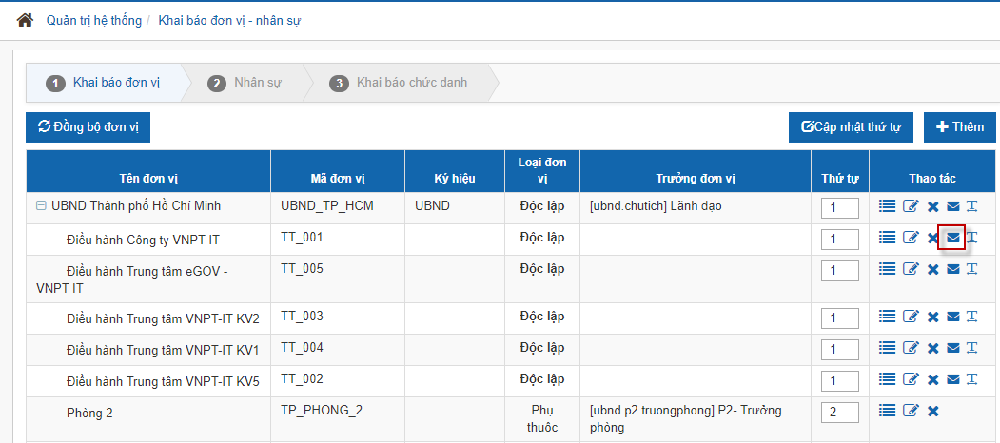 Quản trị hệ thống / Khai báo đơn vị - nhân sự
1 Khai báo đơn vị 2 Nhân sự 3 Khai báo chức danh
Đồng bộ đơn vị Cập nhật thứ tự Thêm
Tên đơn vị Mã đơn vị Ký hiệu Loại đơn vị Trưởng đơn vị Thứ tự Thao tác
UBND Thành phố Hồ Chí Minh UBND_TP_HCM UBND Độc lập [ubnd.chutich] Lãnh đạo 1
Điều hành Công ty VNPT IT TT_001 Độc lập 1
Điều hành Trung tâm eGOV - TT_005 Độc lập 1
VNPT IT
Điều hành Trung tâm VNPT-IT KV2 TT_003 Độc lập 1
Điều hành Trung tâm VNPT-IT KV1 TT_004 Độc lập 1
Điều hành Trung tâm VNPT-IT KV5 TT_002 Độc lập 1
Phòng 2 TP_PHONG_2 Phụ thuộc [ubnd.p2.truongphong] P2- Trưởng phòng 2